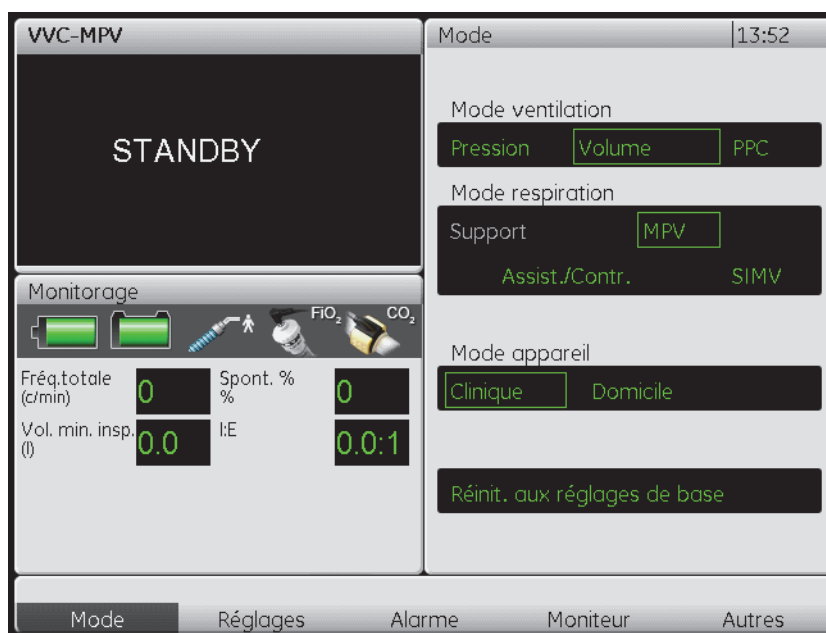 VVC-MPV
STANDBY
Monitorage
FiO2 CO2
Fréq.totale (c/min) 0 Spont. % % 0
Vol. min. insp. (l) 0.0 I:E 0.0:1
Mode 13:52
Mode ventilation
Pression Volume PPC
Mode respiration
Support MPV
Assist./Contr. SIMV
Mode appareil
Clinique Domicile
Réinit. aux réglages de base
Mode Réglages Alarme Moniteur Autres